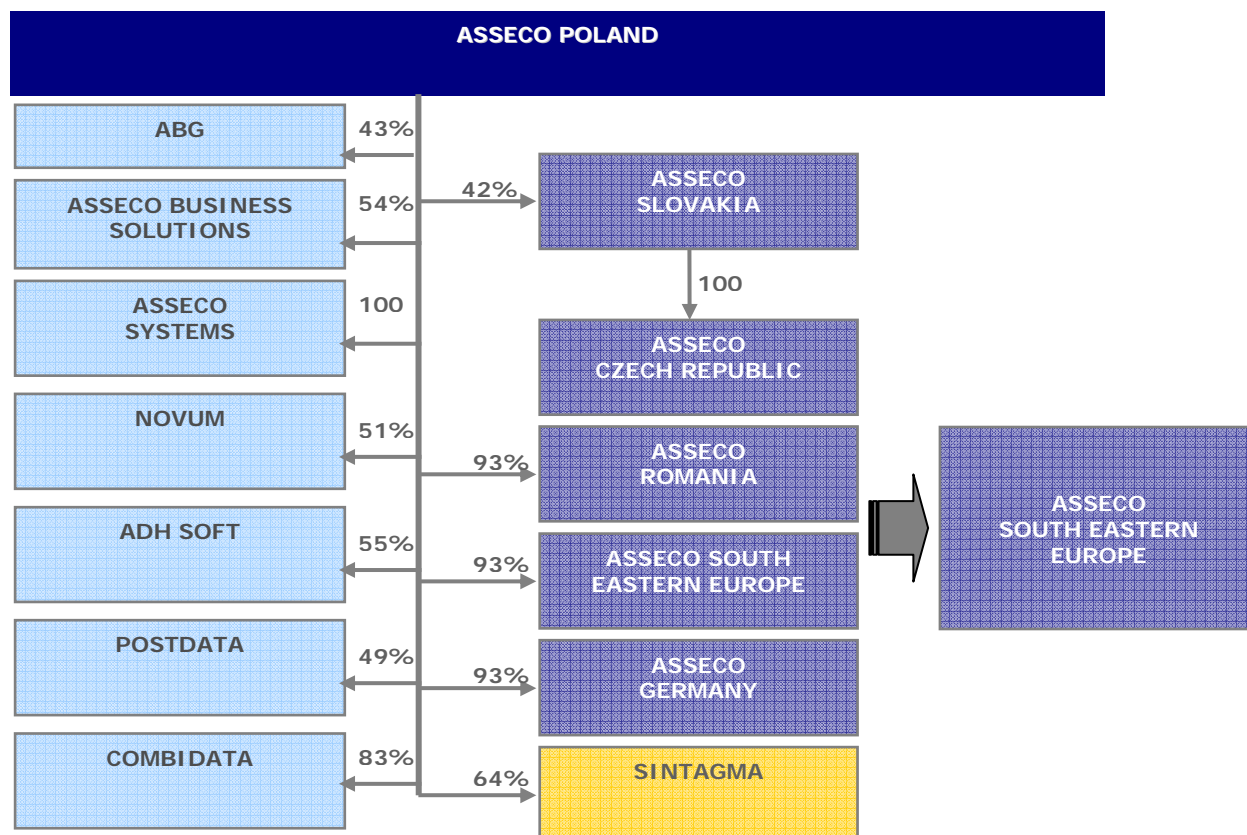 ASSECO POLAND
ABG
43%
ASSECO BUSINESS
SOLUTIONS
54%
ASSECO
SYSTEMS
100
NOVUM
51%
ADH SOFT
55%
POSTDATA
49%
COMBIDATA
83%
42%
ASSECO
SLOVAKIA
100
ASSECO
CZECH REPUBLIC
93%
ASSECO
ROMANIA
93%
ASSECO SOUTH
EASTERN EUROPE
93%
ASSECO
GERMANY
64%
SINTAGMA
ASSECO
SOUTH EASTERN
EUROPE